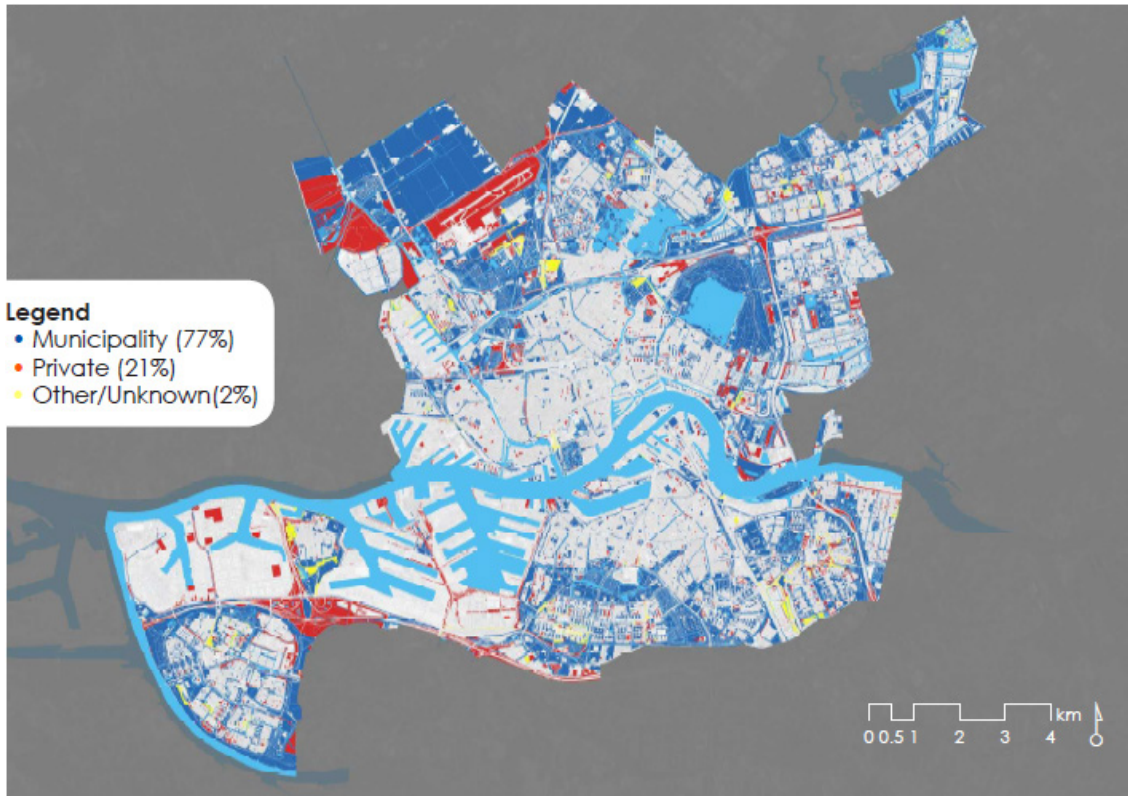 Legend
• Municipality (77%)
• Private (21%)
• Other/Unknown(2%)
km
0 0.5 1 2 3 4